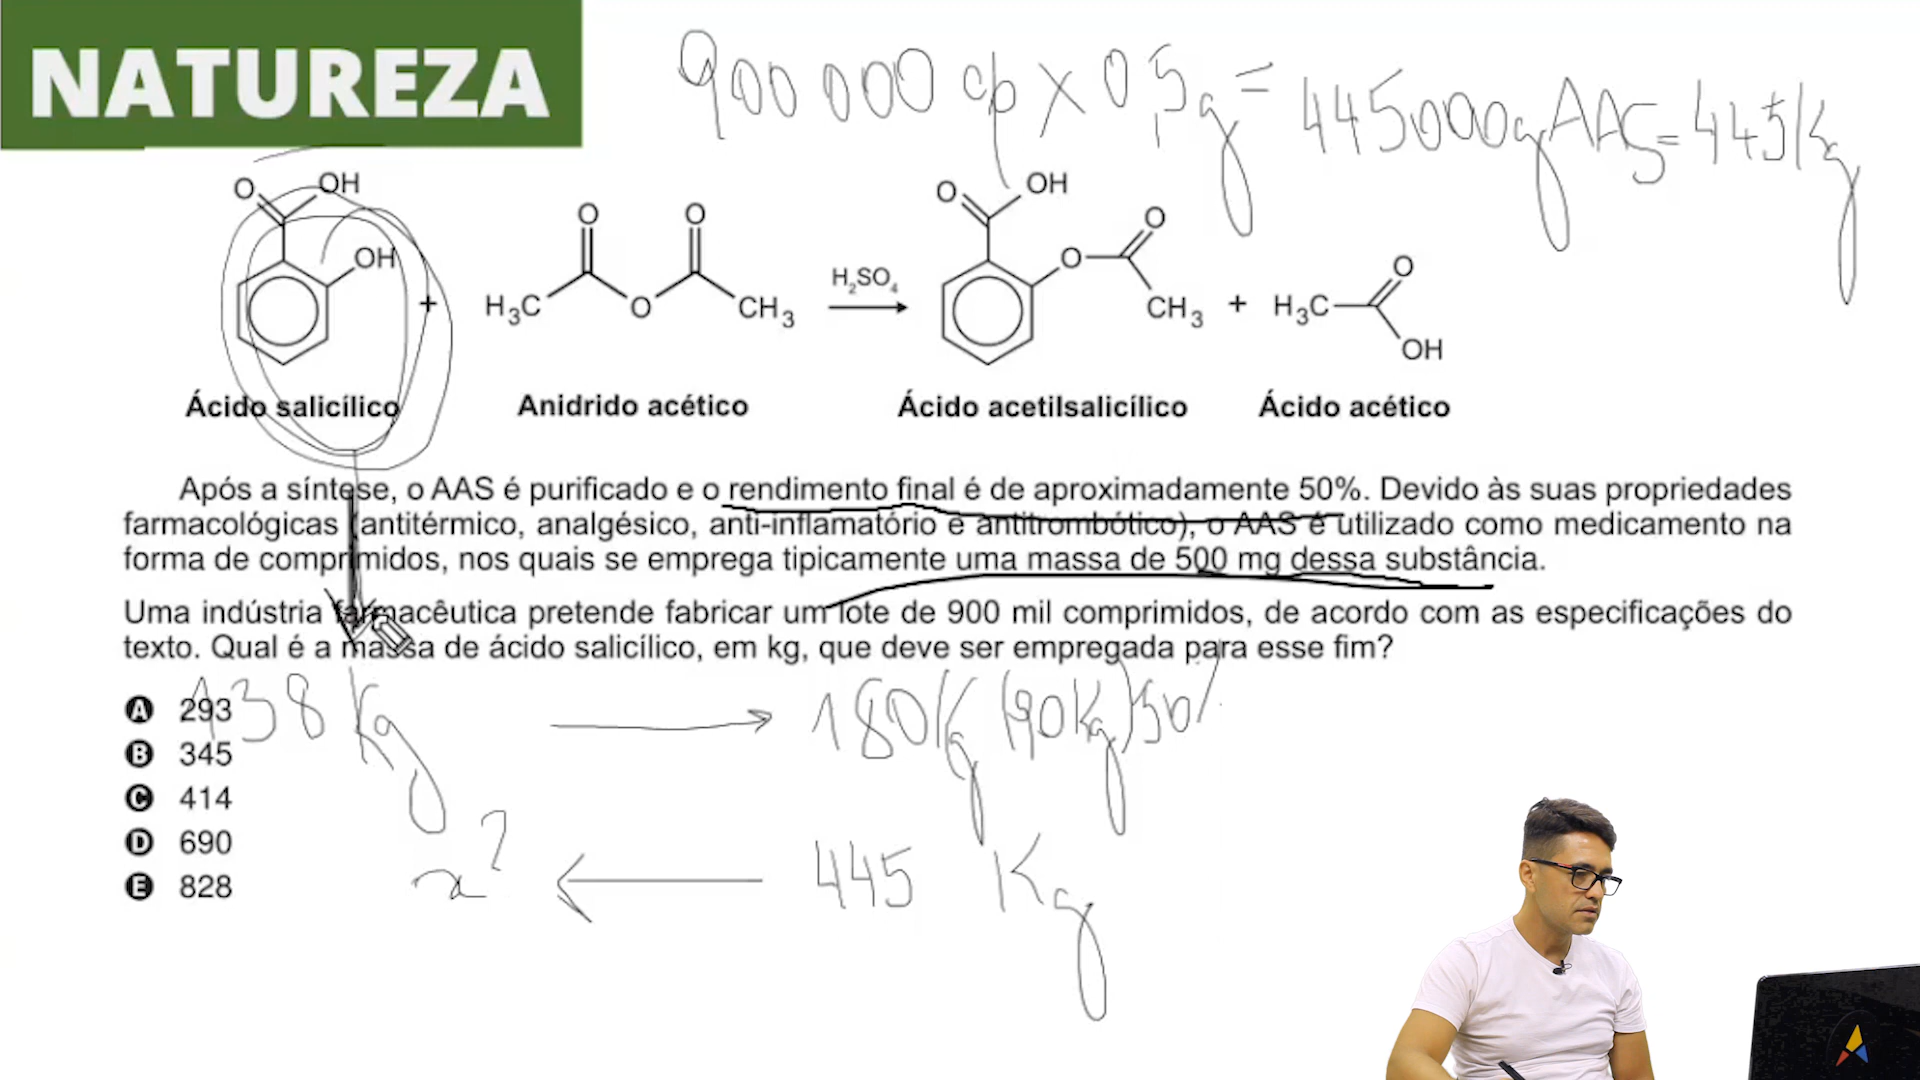 NATUREZA
900 000 cp x 0,5g = 445000g AAS = 445 Kg
O OH OH
+
O O H₃C O CH₃
H₂SO₄
O OH O O CH₃
+
H₃C O OH
Ácido salicílico Anidrido acético Ácido acetilsalicílico Ácido acético
Após a síntese, o AAS é purificado e o rendimento final é de aproximadamente 50%. Devido às suas propriedades
farmacológicas (antitérmico, analgésico, anti-inflamatório e antitrombótico), o AAS é utilizado como medicamento na
forma de comprimidos, nos quais se emprega tipicamente uma massa de 500 mg dessa substância.
Uma indústria farmacêutica pretende fabricar um lote de 900 mil comprimidos, de acordo com as especificações do
texto. Qual é a massa de ácido salicílico, em kg, que deve ser empregada para esse fim?
A 293
B 345
C 414
D 690
E 828
138 Kg 180Kg (90Kg) 50%
x? 445 Kg